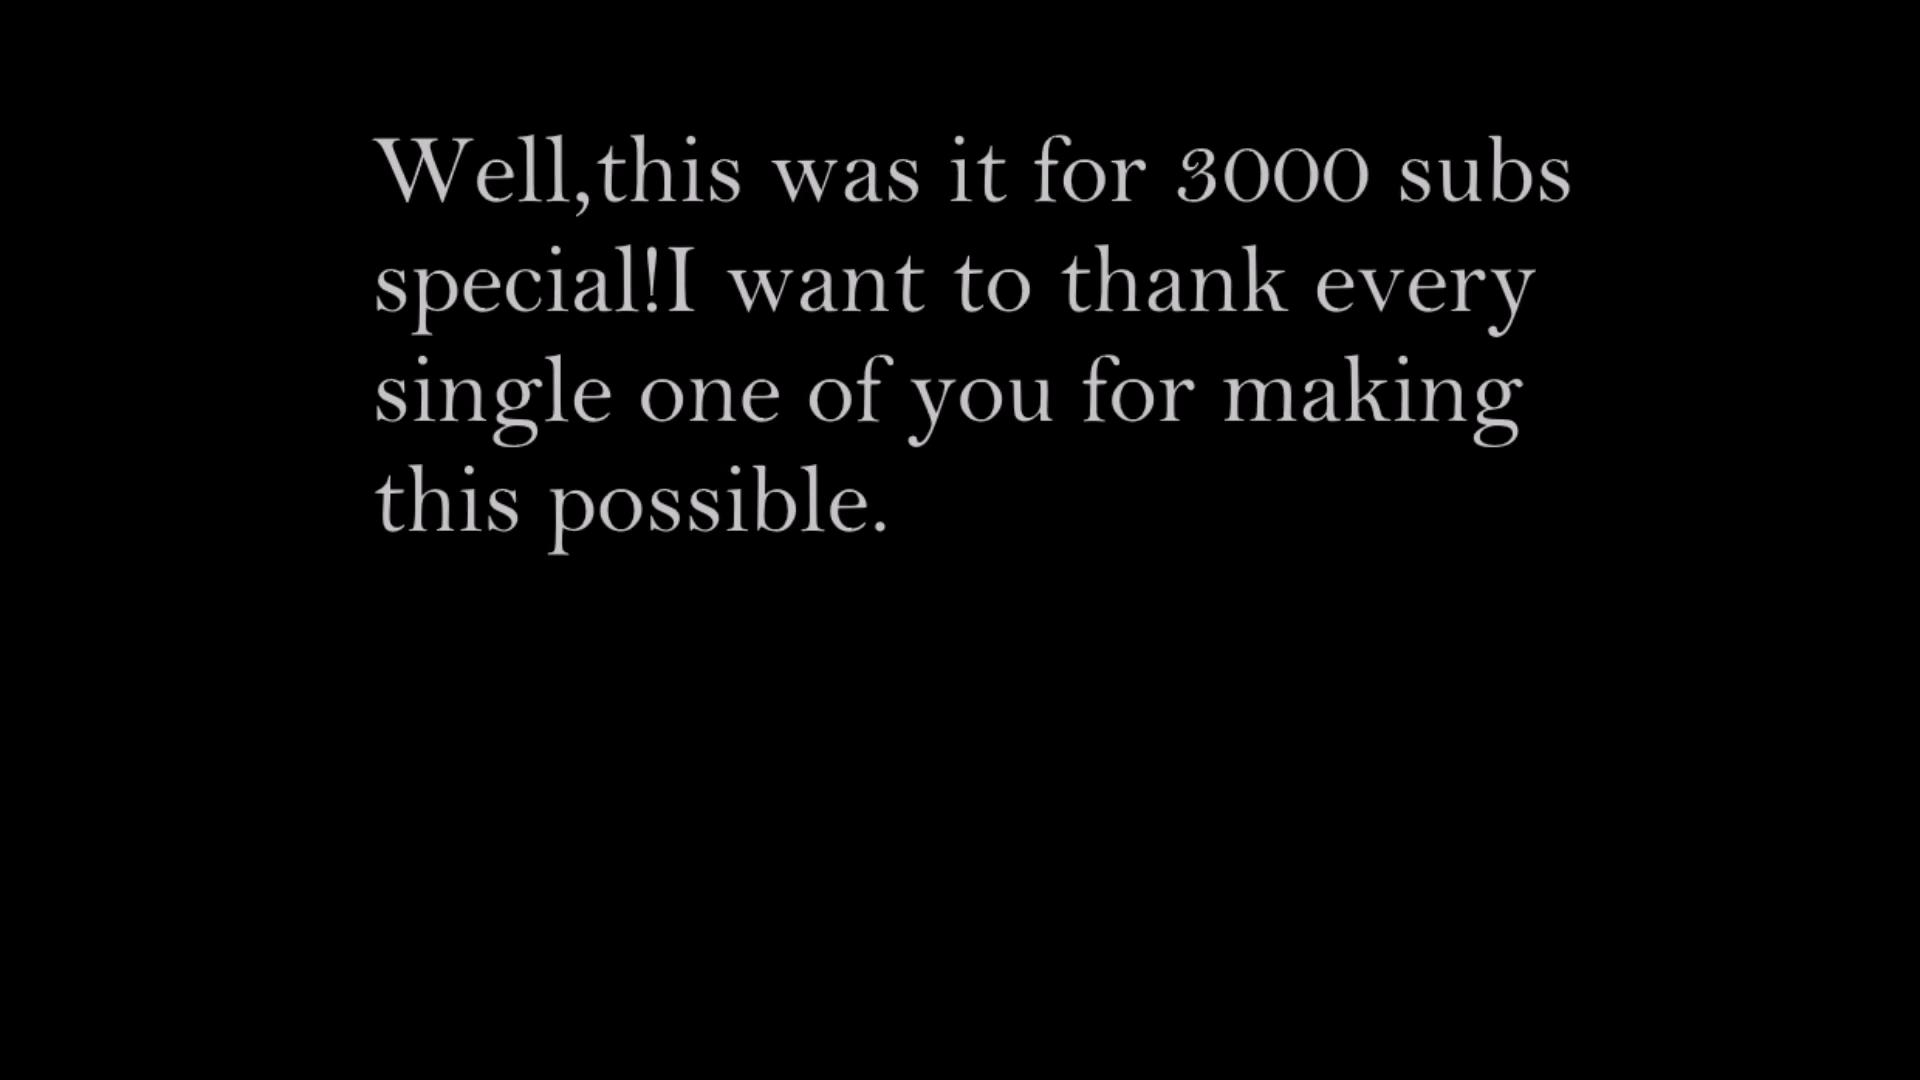 Well,this was it for 3000 subs
special!I want to thank every
single one of you for making
this possible.